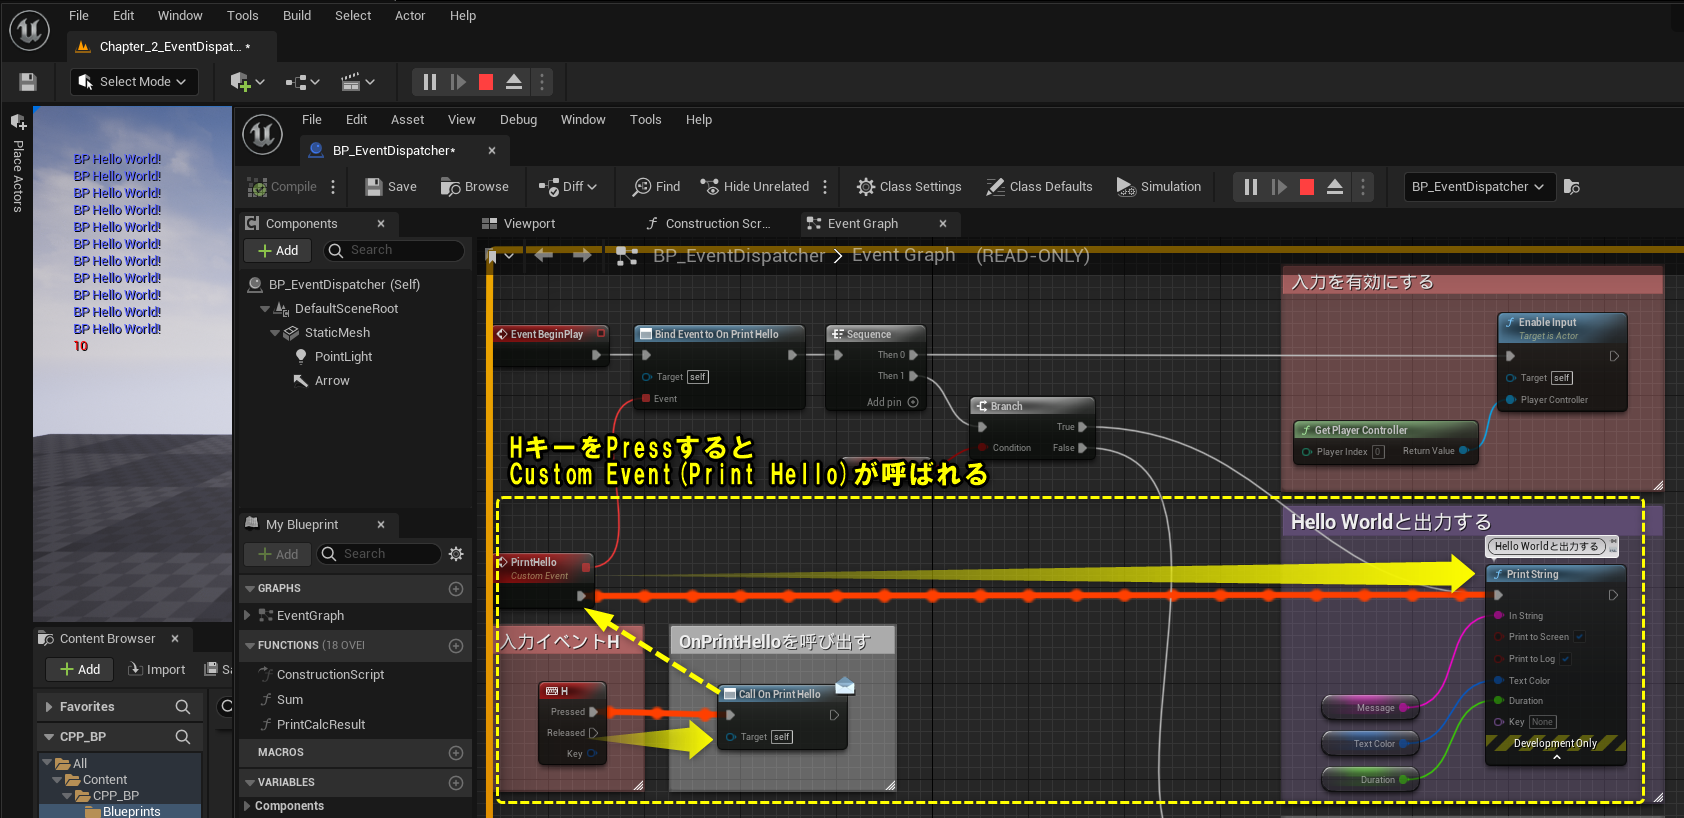 File Edit Window Tools Build Select Actor Help
Chapter_2_EventDispat... *
Select Mode
Place Actors
BP Hello World!
BP Hello World!
BP Hello World!
BP Hello World!
BP Hello World!
BP Hello World!
BP Hello World!
BP Hello World!
BP Hello World!
BP Hello World!
BP Hello World!
10
File Edit Asset View Debug Window Tools Help
BP_EventDispatcher*
Compile Save Browse Diff Find Hide Unrelated Class Settings Class Defaults Simulation BP_EventDispatcher
Components
Add Search
BP_EventDispatcher (Self)
DefaultSceneRoot
StaticMesh
PointLight
Arrow
My Blueprint
Add Search
GRAPHS
EventGraph
FUNCTIONS (18 OVE
ConstructionScript
Sum
PrintCalcResult
MACROS
VARIABLES
Components
Content Browser
Add Import Sa
Favorites
CPP_BP
All
Content
CPP_BP
Blueprints
Viewport Construction Scr... Event Graph
BP_EventDispatcher > Event Graph (READ-ONLY)
Event BeginPlay
Bind Event to On Print Hello
Target self
Event
Sequence
Then 0
Then 1
Add pin
Branch
True
Condition False
入力を有効にする
Enable Input
Target is Actor
Target self
Player Controller
Get Player Controller
Player Index 0 Return Value
HキーをPressすると
Custom Event(Print Hello)が呼ばれる
PirntHello
Custom Event
Hello Worldと出力する
Hello Worldと出力する
Print String
In String
Print to Screen
Print to Log
Text Color
Duration
Key None
Development Only
Message
Text Color
Duration
入力イベントH
H
Pressed
Released
Key
OnPrintHelloを呼び出す
Call On Print Hello
Target self